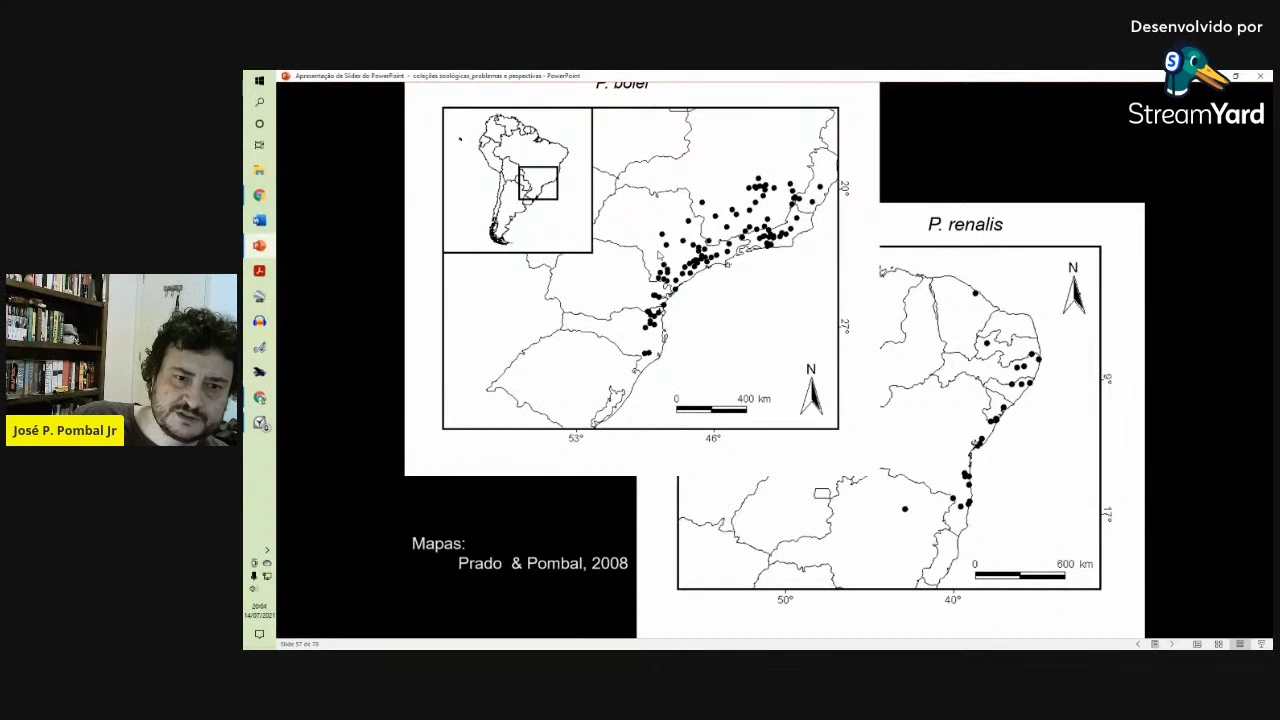 Desenvolvido por
StreamYard
Apresentação de Slides do PowerPoint - coleções zoológicas_problemas e pespectivas - PowerPoint
P. boiei
20°
27°
N
0 400 km
53° 46°
P. renalis
N
9°
17°
0 600 km
50° 40°
Mapas:
Prado & Pombal, 2008
José P. Pombal Jr
20:04
14/07/2021
Slide 57 de 78